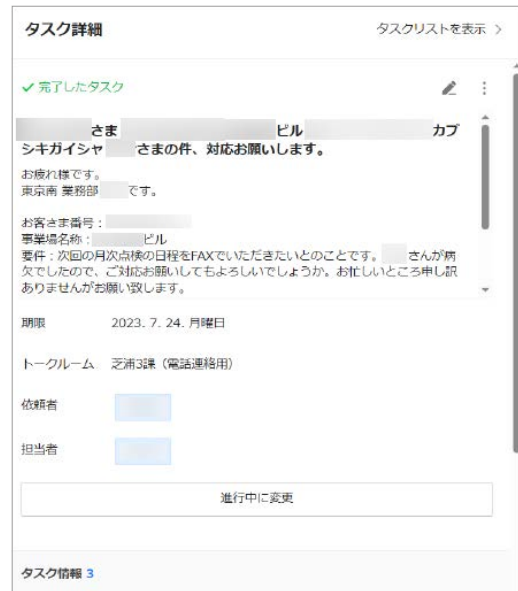 タスク詳細
タスクリストを表示 >
✓ 完了したタスク
さま ビル カブ
シキガイシャ さまの件、対応お願いします。
お疲れ様です。
東京南 業務部 です。
お客さま番号:
事業場名称: ビル
要件:次回の月次点検の日程をFAXでいただきたいとのことです。 さんが病
欠でしたので、ご対応お願いしてもよろしいでしょうか。お忙しいところ申し訳
ありませんがお願い致します。
期限 2023. 7. 24. 月曜日
トークルーム 芝浦3課(電話連絡用)
依頼者
担当者
進行中に変更
タスク情報 3